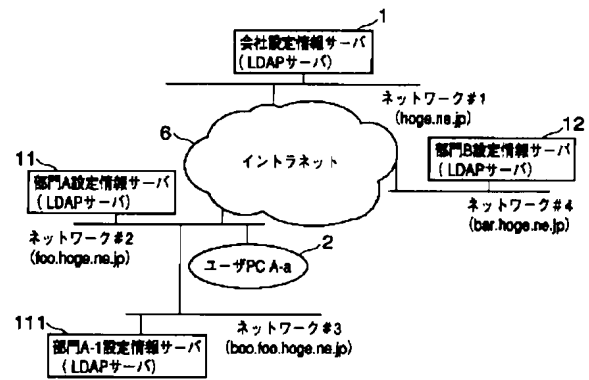 1
会社設定情報サーバ
(LDAPサーバ)
ネットワーク#1
(hoge.ne.jp)
6
イントラネット
12
部門B設定情報サーバ
(LDAPサーバ)
ネットワーク#4
(bar.hoge.ne.jp)
11
部門A設定情報サーバ
(LDAPサーバ)
ネットワーク#2
(foo.hoge.ne.jp)
2
ユーザPC A-a
111
部門A-1設定情報サーバ
(LDAPサーバ)
ネットワーク#3
(boo.foo.hoge.ne.jp)